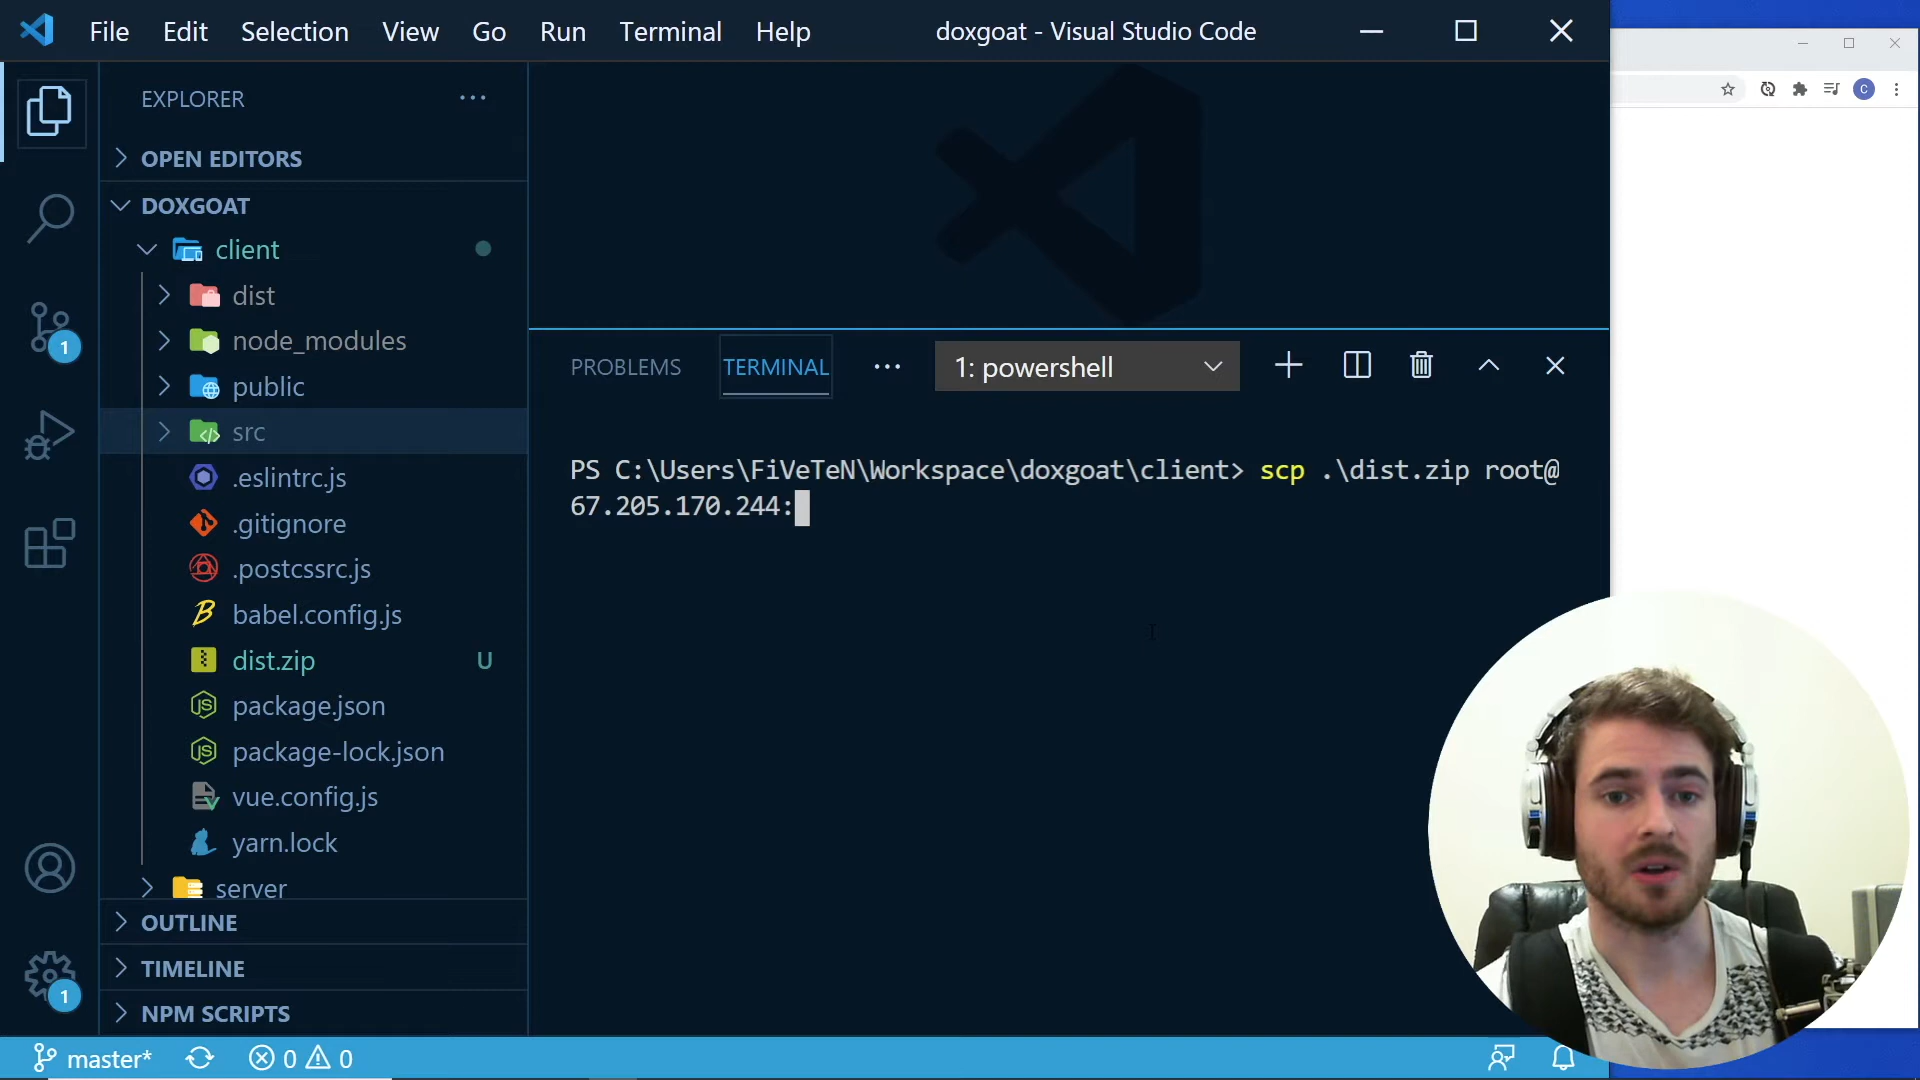 File Edit Selection View Go Run Terminal Help doxgoat - Visual Studio Code
EXPLORER
OPEN EDITORS
DOXGOAT
client
dist
node_modules
public
src
.eslintrc.js
.gitignore
.postcssrc.js
babel.config.js
dist.zip U
package.json
package-lock.json
vue.config.js
yarn.lock
server
OUTLINE
TIMELINE
NPM SCRIPTS
1
1
PROBLEMS TERMINAL 1: powershell
PS C:\Users\FiVeTeN\Workspace\doxgoat\client> scp .\dist.zip root@
67.205.170.244:
C
master* 0 0